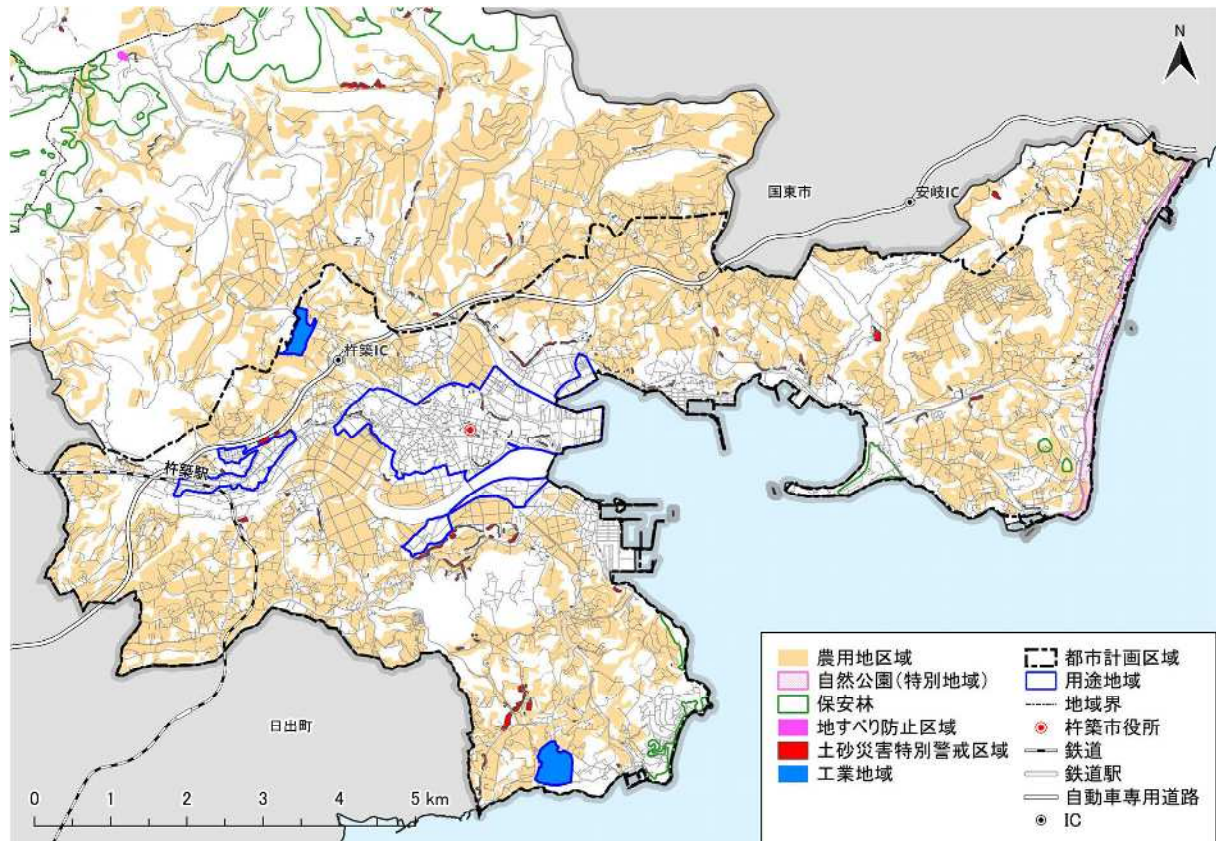 N
国東市
安岐IC
杵築IC
杵築駅
日出町
0 1 2 3 4 5 km
農用地区域
自然公園(特別地域)
保安林
地すべり防止区域
土砂災害特別警戒区域
工業地域
都市計画区域
用途地域
地域界
杵築市役所
鉄道
鉄道駅
自動車専用道路
IC